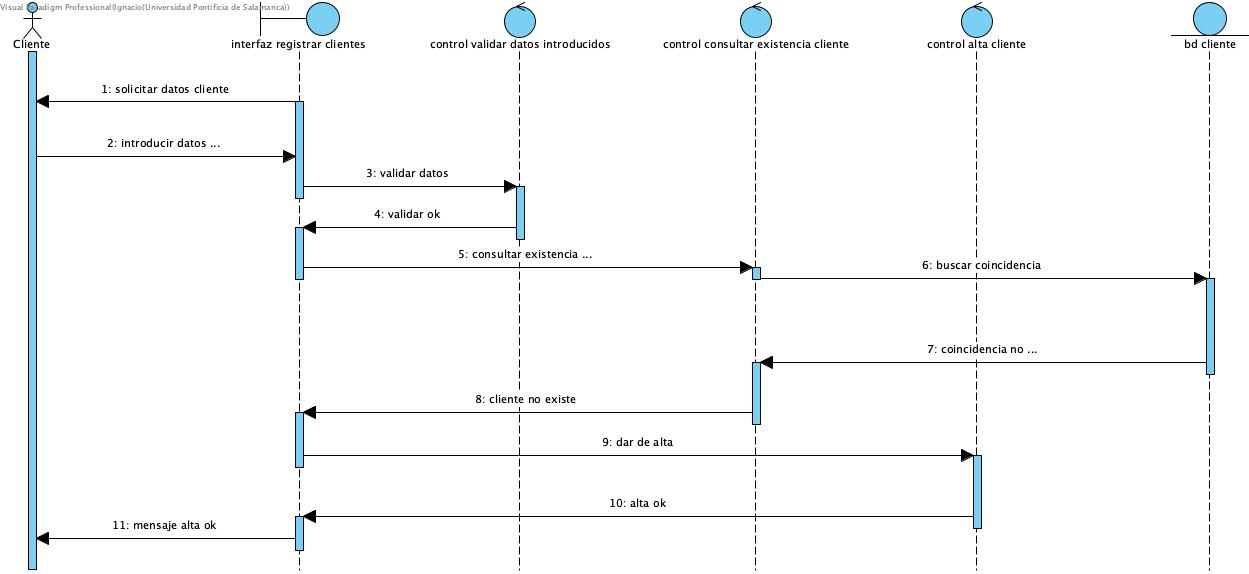 Visual Paradigm Professional(Ignacio(Universidad Pontificia de Salamanca))
Cliente
interfaz registrar clientes
control validar datos introducidos
control consultar existencia cliente
control alta cliente
bd cliente
1: solicitar datos cliente
2: introducir datos ...
3: validar datos
4: validar ok
5: consultar existencia ...
6: buscar coincidencia
7: coincidencia no ...
8: cliente no existe
9: dar de alta
10: alta ok
11: mensaje alta ok